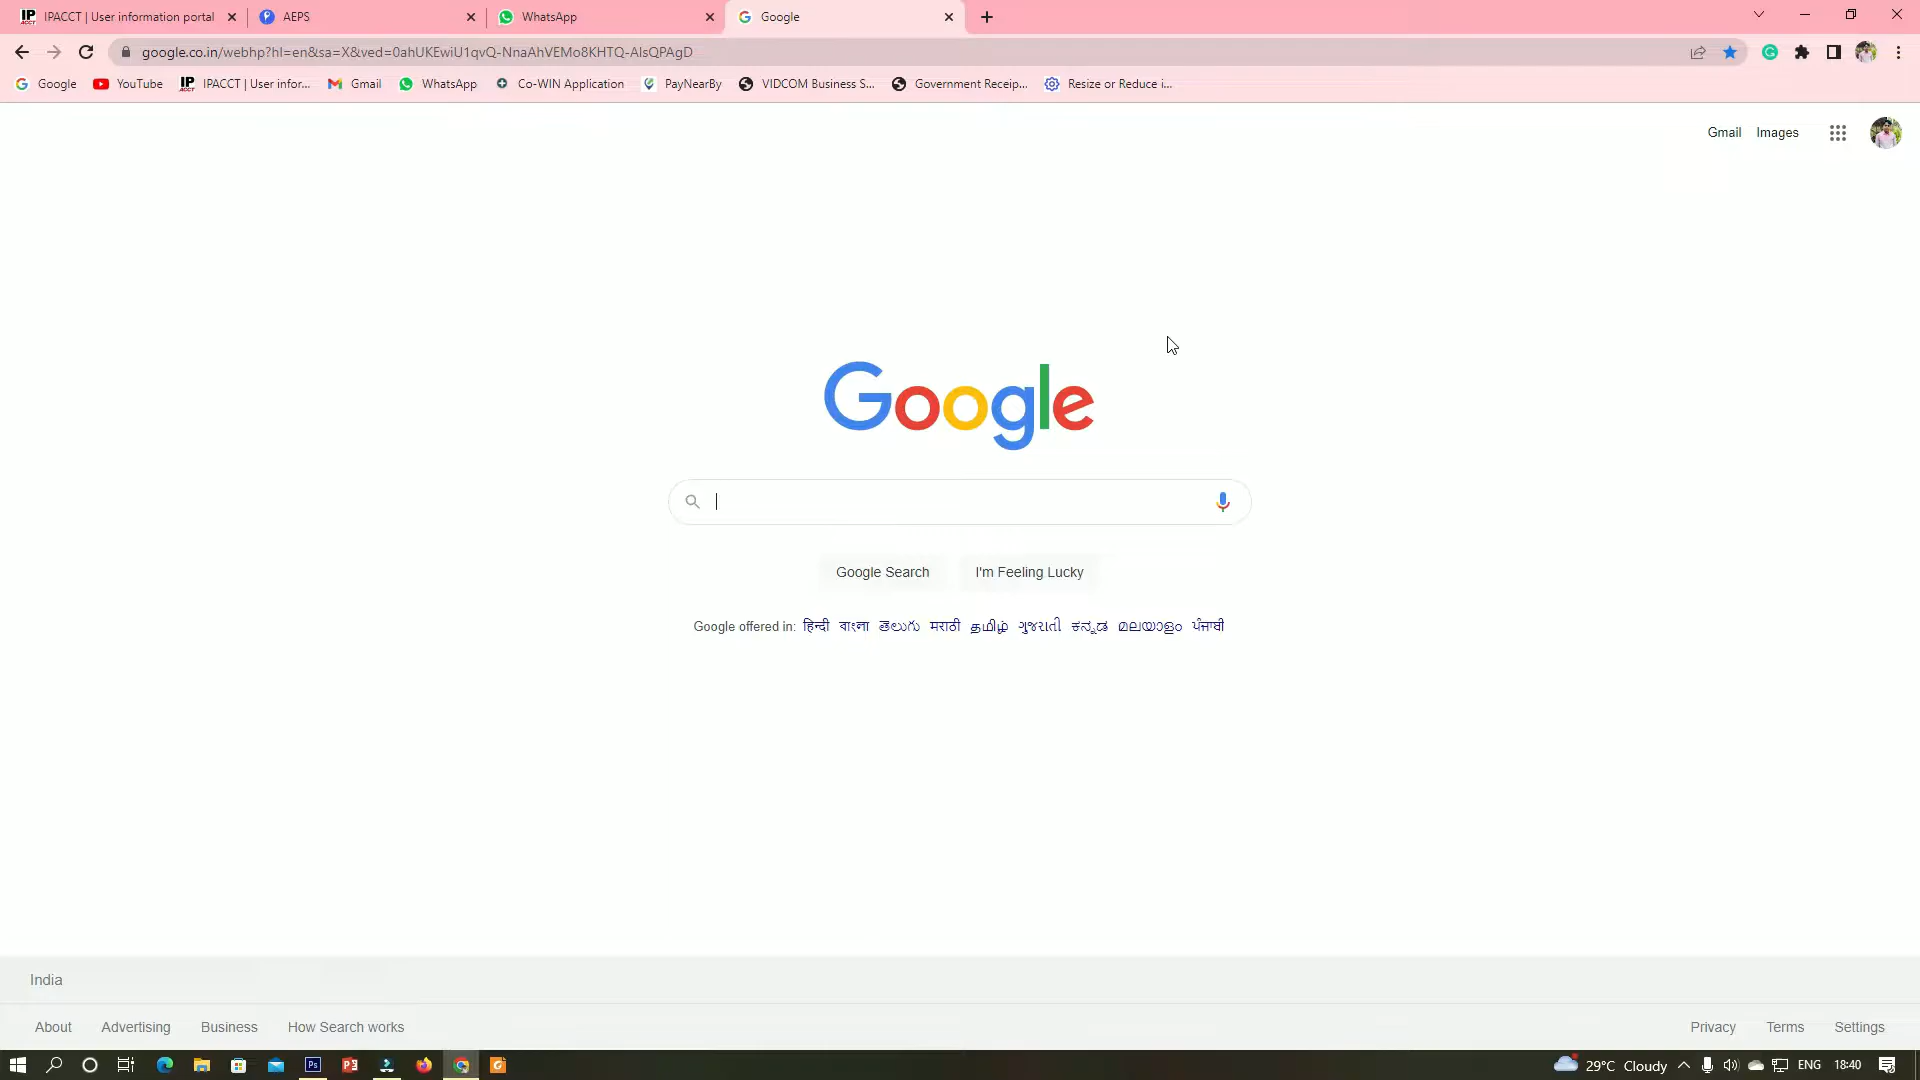 IPACCT | User information portal AEPS WhatsApp Google
google.co.in/webhp?hl=en&sa=X&ved=0ahUKEwiU1qvQ-NnaAhVEMo8KHTQ-AlsQPAgD
Google YouTube IPACCT | User infor... Gmail WhatsApp Co-WIN Application PayNearBy VIDCOM Business S... Government Receip... Resize or Reduce i...
Gmail Images
Google
Google Search I'm Feeling Lucky
Google offered in: हिन्दी বাংলা తెలుగు मराठी தமிழ் ગુજરાતી ಕನ್ನಡ മലയാളം ਪੰਜਾਬੀ
India
About Advertising Business How Search works Privacy Terms Settings
29°C Cloudy ENG 18:40